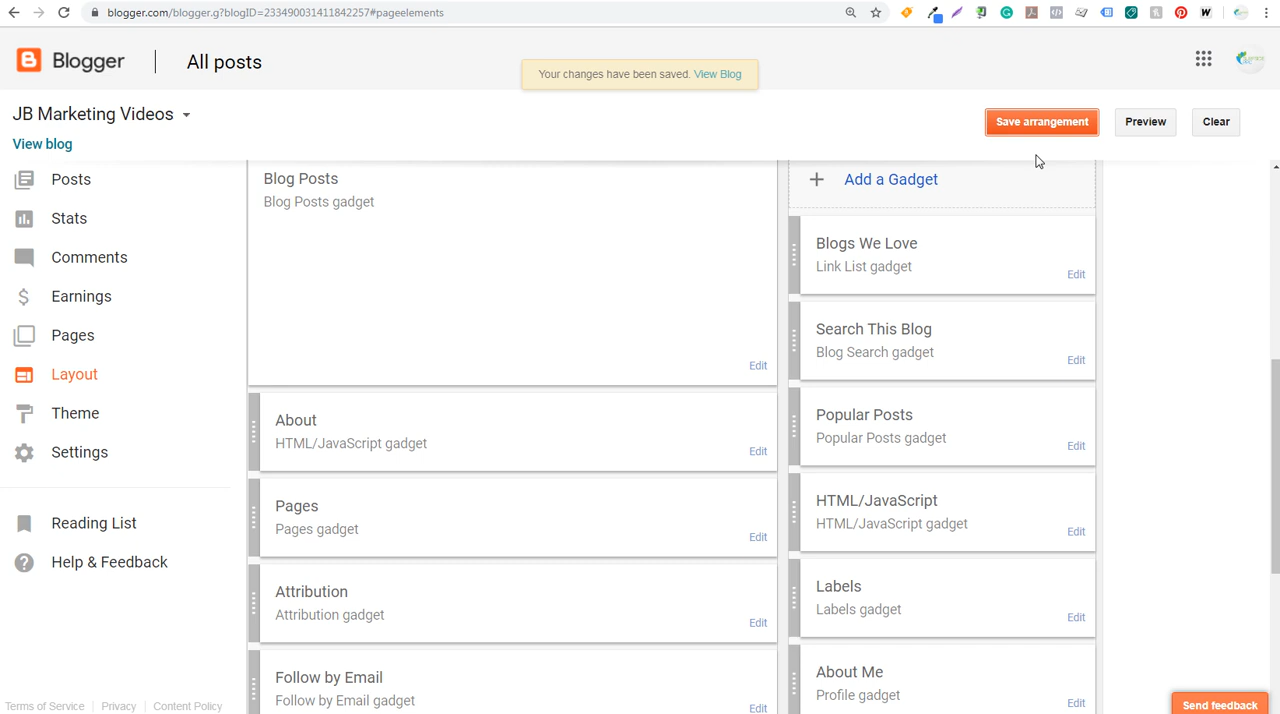 blogger.com/blogger.g?blogID=233490031411842257#pageelements
Blogger
All posts
Your changes have been saved. View Blog
JB Marketing Videos
View blog
Save arrangement
Preview
Clear
Posts
Stats
Comments
Earnings
Pages
Layout
Theme
Settings
Reading List
Help & Feedback
Terms of Service
Privacy
Content Policy
Blog Posts
Blog Posts gadget
Edit
About
HTML/JavaScript gadget
Edit
Pages
Pages gadget
Edit
Attribution
Attribution gadget
Edit
Follow by Email
Follow by Email gadget
Edit
Add a Gadget
Blogs We Love
Link List gadget
Edit
Search This Blog
Blog Search gadget
Edit
Popular Posts
Popular Posts gadget
Edit
HTML/JavaScript
HTML/JavaScript gadget
Edit
Labels
Labels gadget
Edit
About Me
Profile gadget
Edit
Send feedback